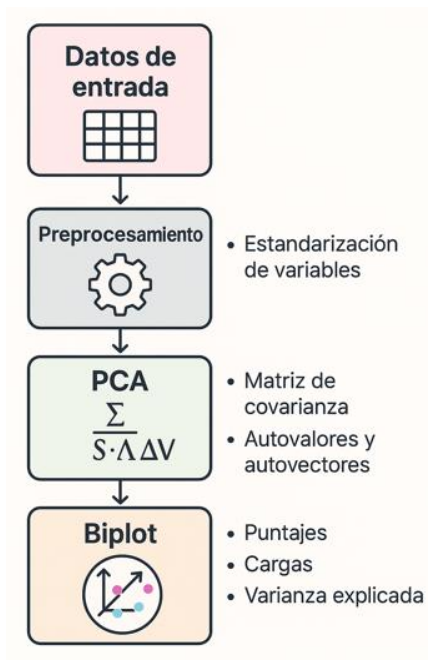 Datos de
entrada
Preprocesamiento
• Estandarización
de variables
PCA
Σ
S·Λ ΔV
• Matriz de
covarianza
• Autovalores y
autovectores
Biplot
• Puntajes
• Cargas
• Varianza explicada